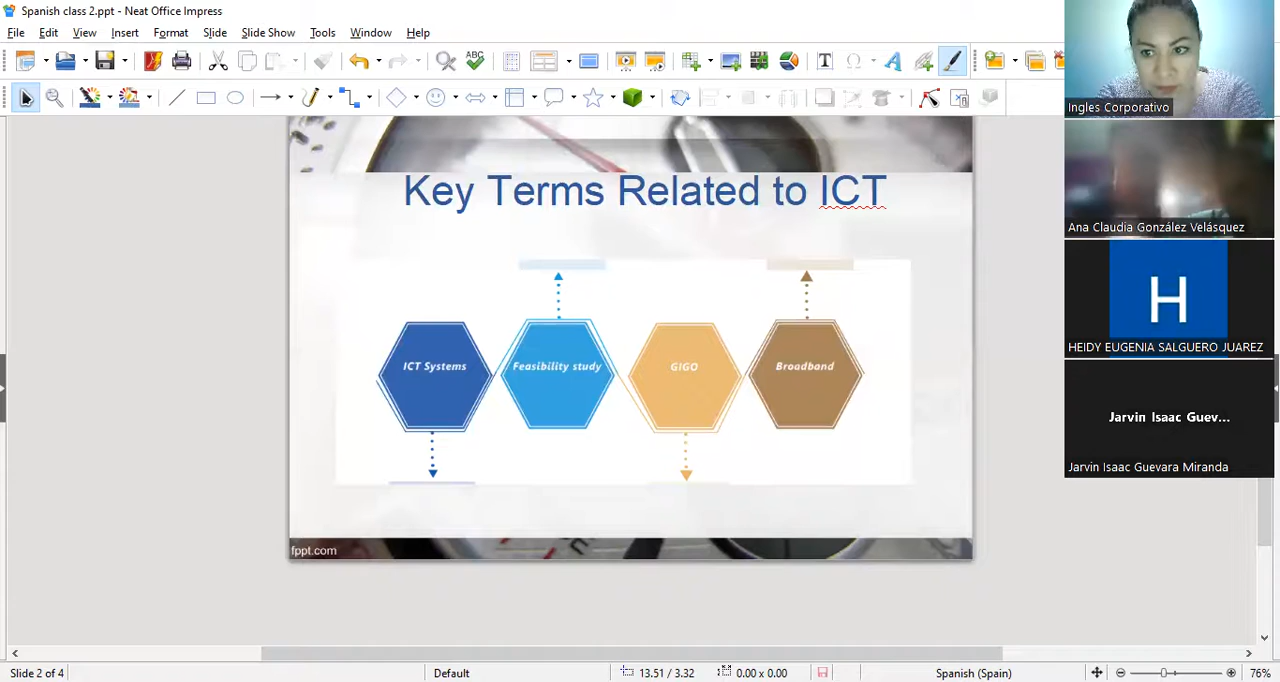 Spanish class 2.ppt - Neat Office Impress
File Edit View Insert Format Slide Slide Show Tools Window Help
ABC
T
Ω
A
Ingles Corporativo
Key Terms Related to ICT
Ana Claudia González Velásquez
H
HEIDY EUGENIA SALGUERO JUAREZ
ICT Systems Feasibility study GIGO Broadband
Jarvin Isaac Guev...
Jarvin Isaac Guevara Miranda
fppt.com
Slide 2 of 4 Default 13.51 / 3.32 0.00 x 0.00 Spanish (Spain) 76%